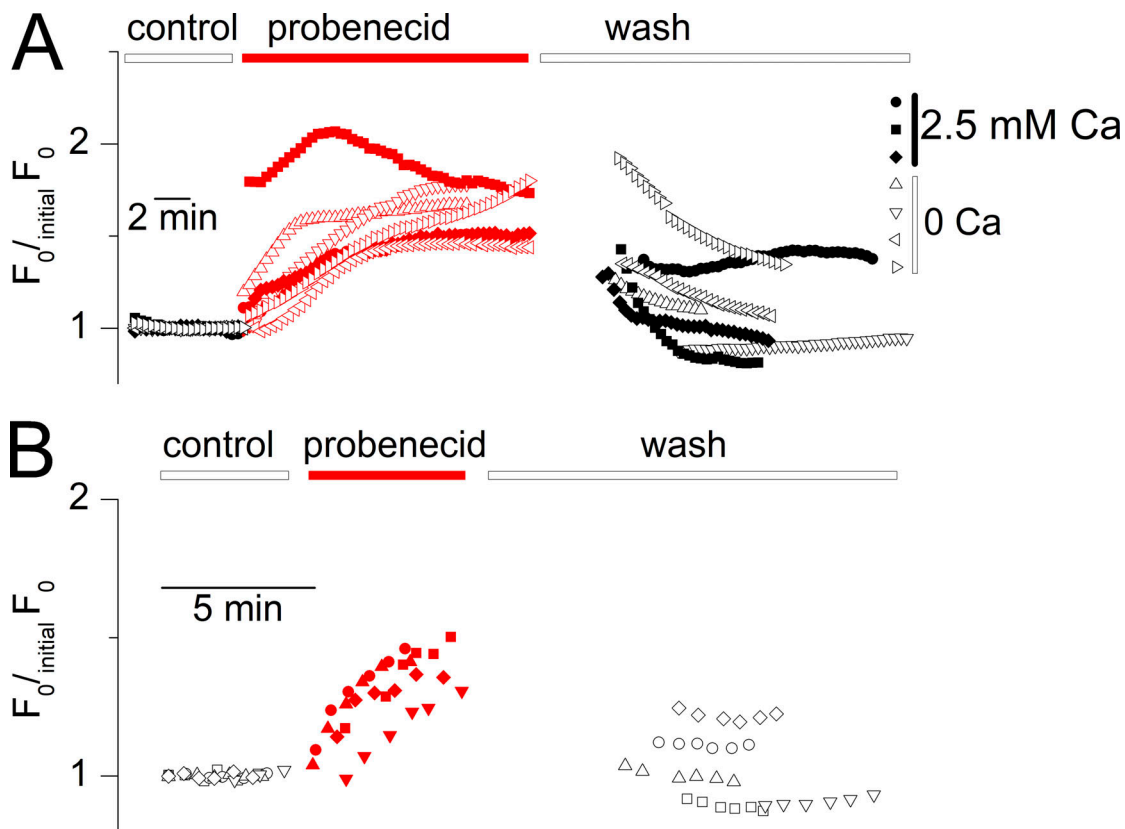 A
control probenecid wash
2
2.5 mM Ca
2 min
0 Ca
1
F0/initial F0
B
control probenecid wash
2
5 min
1
F0/initial F0